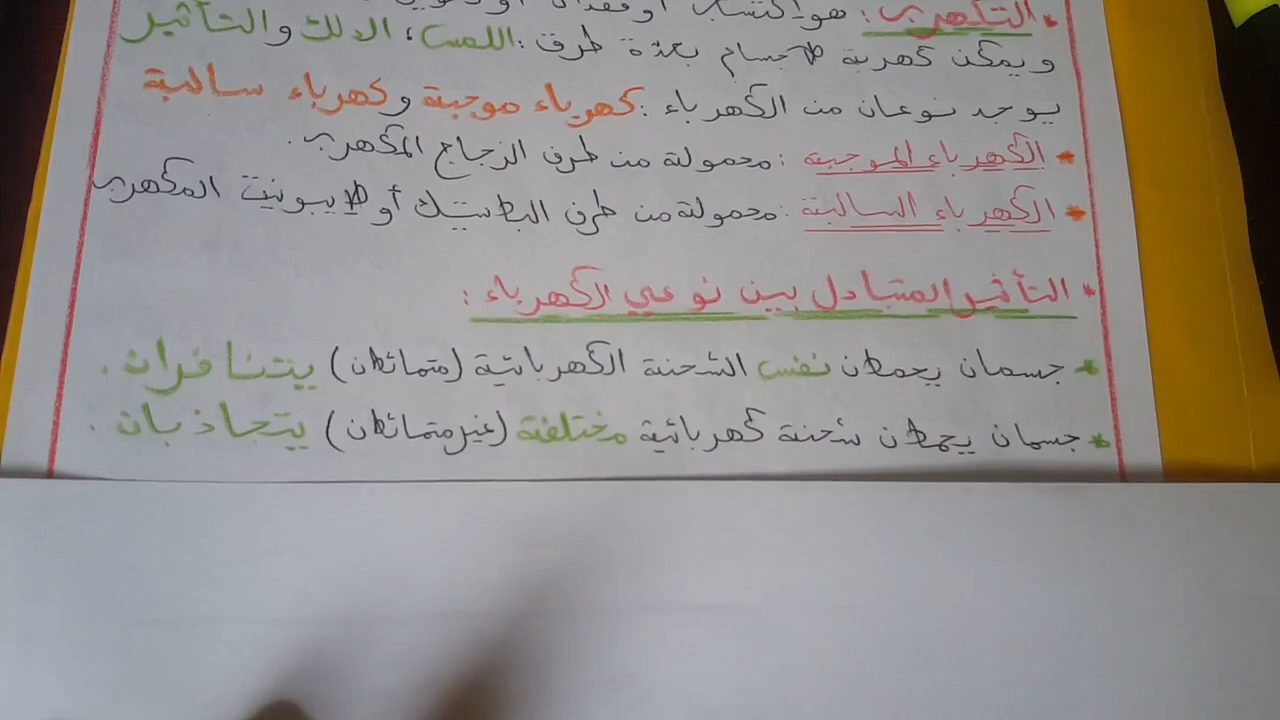 * التكهرب : هو اكتساب أو فقدان أو
ويمكن كهربة الأجسام بعدة طرق : اللمس ، الدلك والتأثير
يوجد نوعان من الكهرباء : كهرباء موجبة وكهرباء سالبة
* الكهرباء الموجبة : محمولة من طرف الزجاج المكهرب .
* الكهرباء السالبة : محمولة من طرف البلاستيك أو الإيبونيت المكهرب
* التأثير المتبادل بين نوعي الكهرباء :
* جسمان يحملان نفس الشحنة الكهربائية (متماثلان) يتنافران .
* جسمان يحملان شحنة كهربائية مختلفة (غير متماثلان) يتجاذبان .